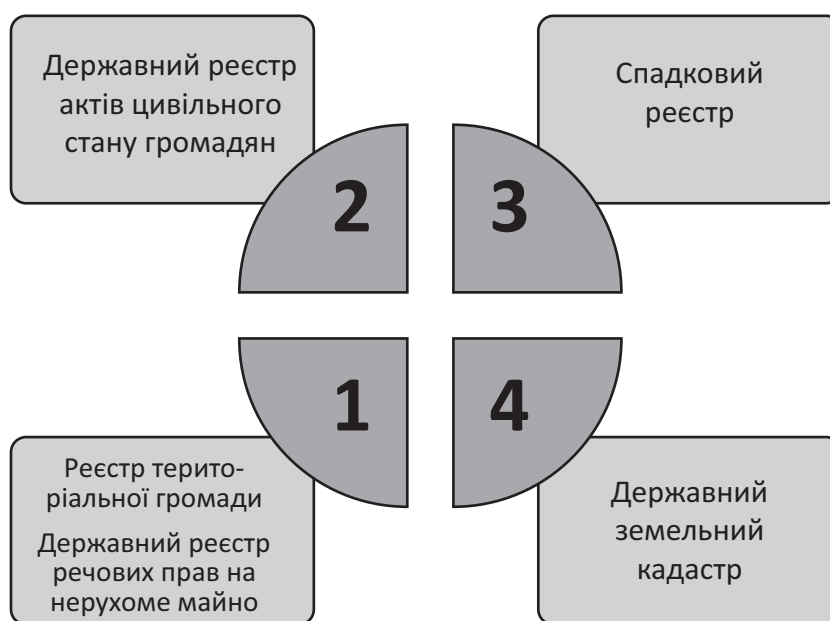 Державний реєстр
актів цивільного
стану громадян
2
3
Спадковий
реєстр
1
Реєстр терито-
ріальної громади
Державний реєстр
речових прав на
нерухоме майно
4
Державний
земельний
кадастр